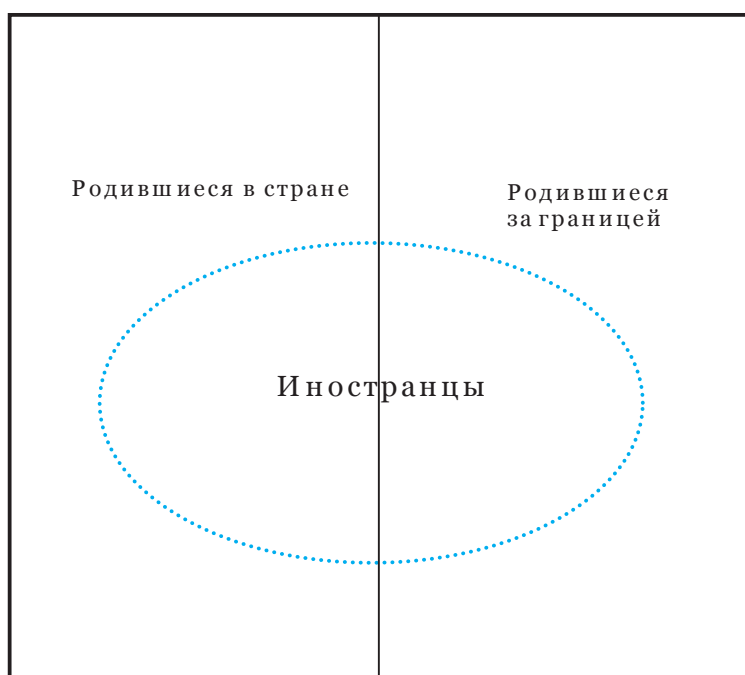 Родившиеся в стране
Родившиеся
за границей
Иностранцы